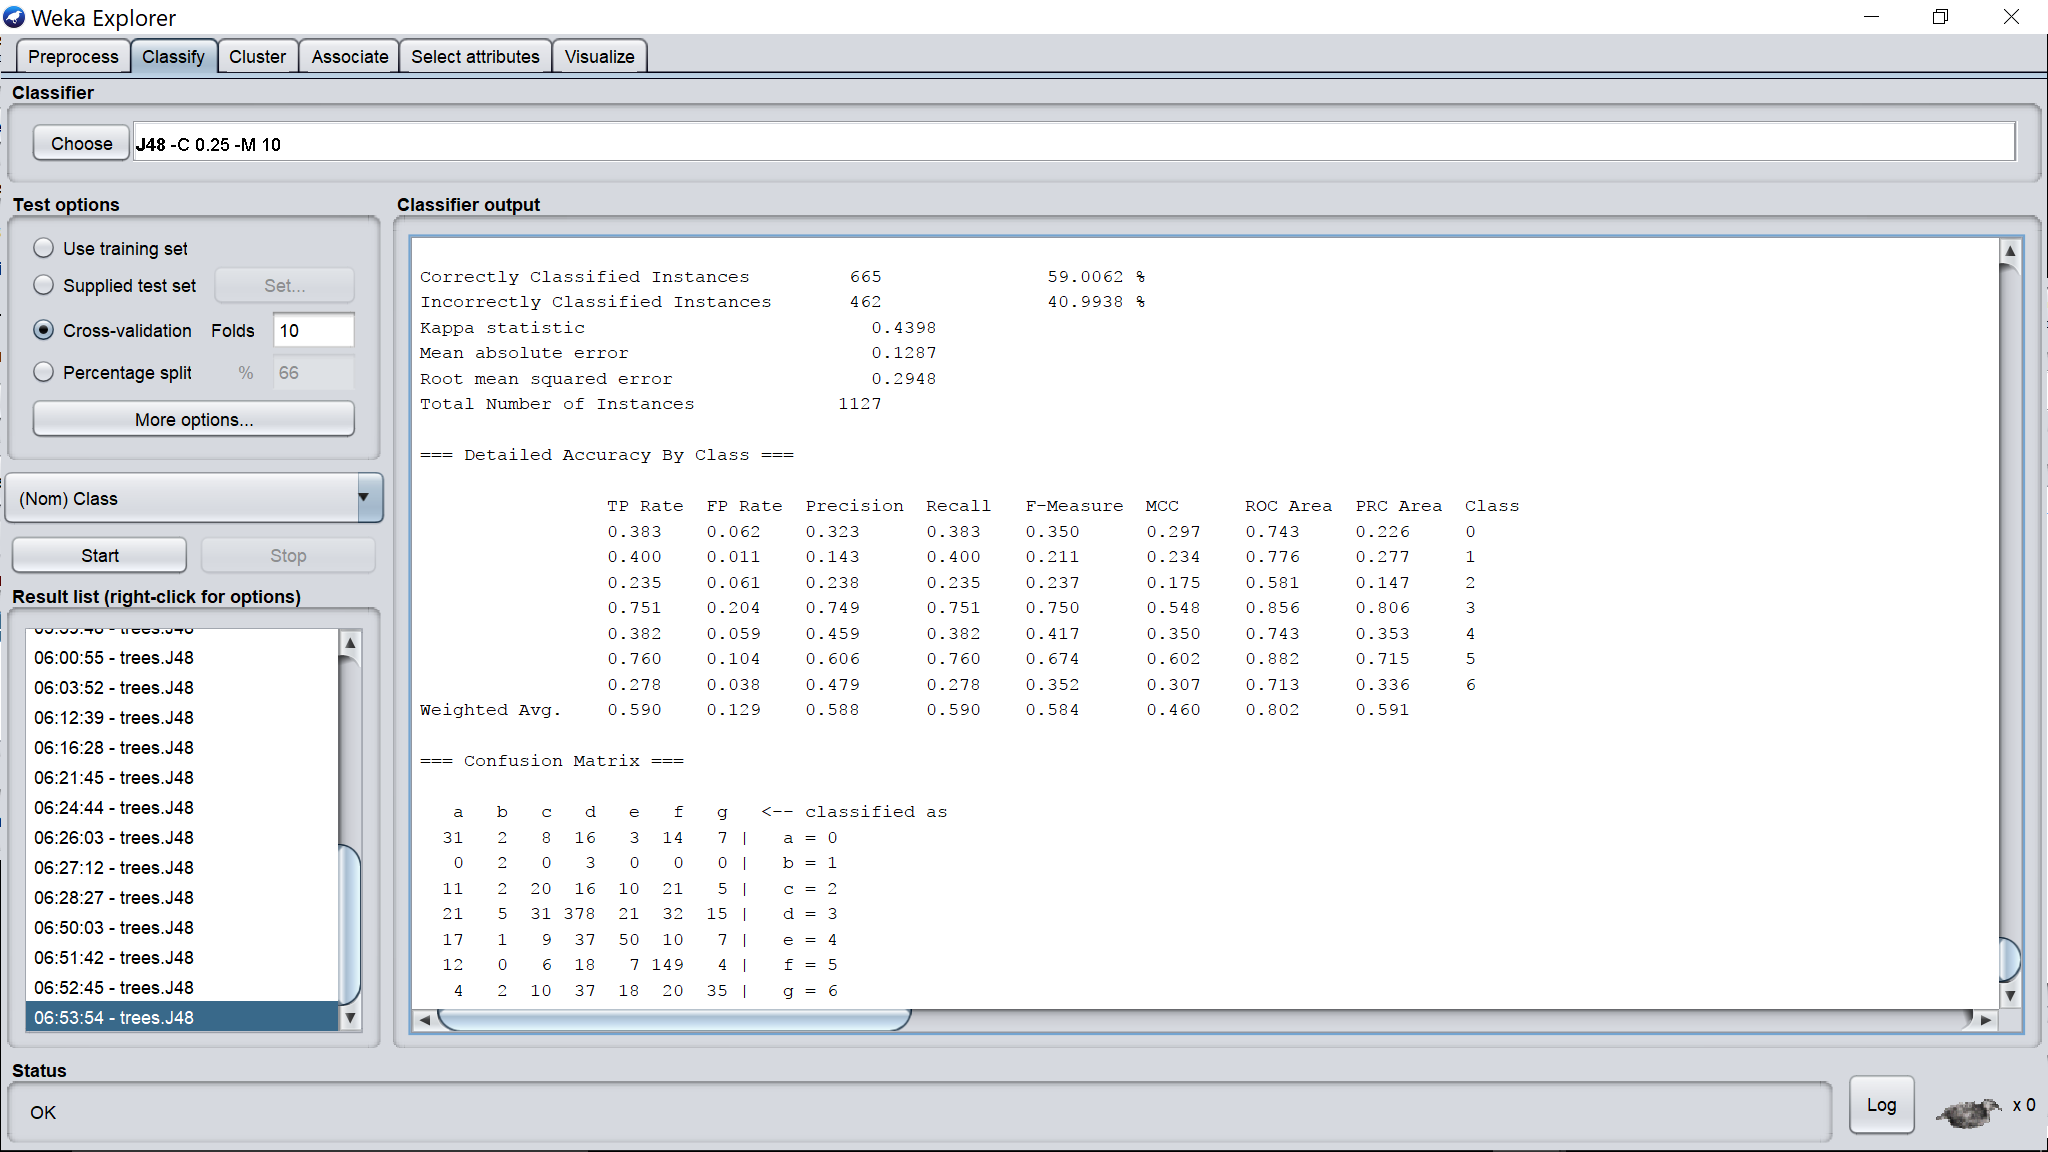 Weka Explorer
Preprocess Classify Cluster Associate Select attributes Visualize
Classifier
Choose J48 -C 0.25 -M 10
Test options
Use training set
Supplied test set Set...
Cross-validation Folds 10
Percentage split % 66
More options...
(Nom) Class
Start Stop
Result list (right-click for options)
06:00:55 - trees.J48
06:03:52 - trees.J48
06:12:39 - trees.J48
06:16:28 - trees.J48
06:21:45 - trees.J48
06:24:44 - trees.J48
06:26:03 - trees.J48
06:27:12 - trees.J48
06:28:27 - trees.J48
06:50:03 - trees.J48
06:51:42 - trees.J48
06:52:45 - trees.J48
06:53:54 - trees.J48
Classifier output
Correctly Classified Instances 665 59.0062 %
Incorrectly Classified Instances 462 40.9938 %
Kappa statistic 0.4398
Mean absolute error 0.1287
Root mean squared error 0.2948
Total Number of Instances 1127
=== Detailed Accuracy By Class ===
TP Rate FP Rate Precision Recall F-Measure MCC ROC Area PRC Area Class
0.383 0.062 0.323 0.383 0.350 0.297 0.743 0.226 0
0.400 0.011 0.143 0.400 0.211 0.234 0.776 0.277 1
0.235 0.061 0.238 0.235 0.237 0.175 0.581 0.147 2
0.751 0.204 0.749 0.751 0.750 0.548 0.856 0.806 3
0.382 0.059 0.459 0.382 0.417 0.350 0.743 0.353 4
0.760 0.104 0.606 0.760 0.674 0.602 0.882 0.715 5
0.278 0.038 0.479 0.278 0.352 0.307 0.713 0.336 6
Weighted Avg. 0.590 0.129 0.588 0.590 0.584 0.460 0.802 0.591
=== Confusion Matrix ===
a b c d e f g <-- classified as
31 2 8 16 3 14 7 | a = 0
0 2 0 3 0 0 0 | b = 1
11 2 20 16 10 21 5 | c = 2
21 5 31 378 21 32 15 | d = 3
17 1 9 37 50 10 7 | e = 4
12 0 6 18 7 149 4 | f = 5
4 2 10 37 18 20 35 | g = 6
Status
OK
Log
x 0